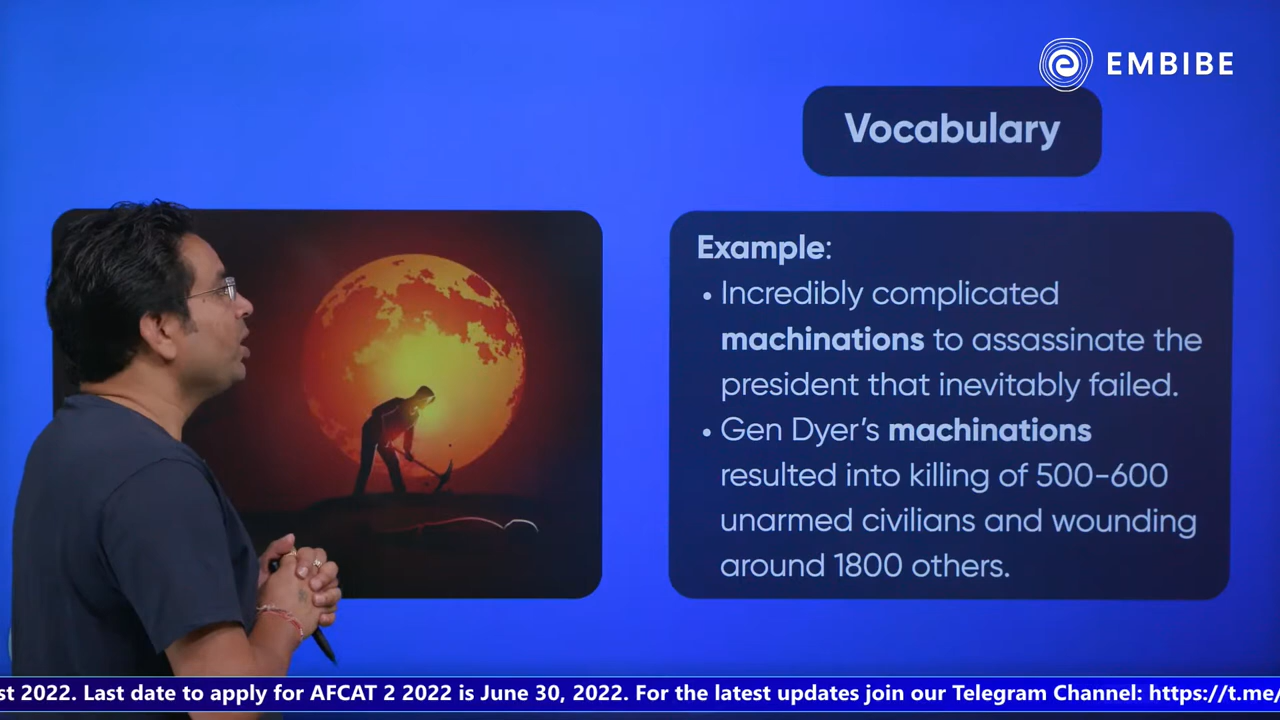 EMBIBE
Vocabulary
Example:
• Incredibly complicated
machinations to assassinate the
president that inevitably failed.
• Gen Dyer's machinations
resulted into killing of 500-600
unarmed civilians and wounding
around 1800 others.
st 2022. Last date to apply for AFCAT 2 2022 is June 30, 2022. For the latest updates join our Telegram Channel: https://t.me/